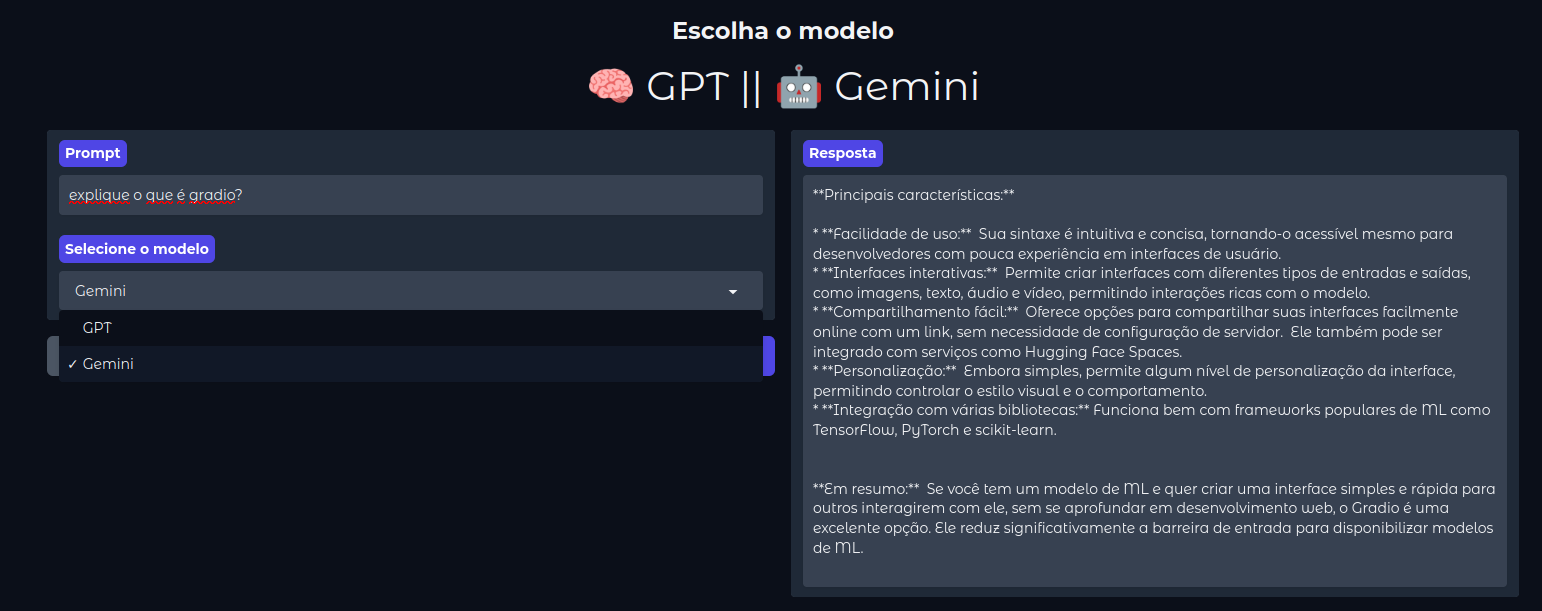 Escolha o modelo
🧠 GPT || 🤖 Gemini
Prompt
explique o que é gradio?
Selecione o modelo
Gemini
GPT
✓ Gemini
Resposta
**Principais características:**
* **Facilidade de uso:**  Sua sintaxe é intuitiva e concisa, tornando-o acessível mesmo para
desenvolvedores com pouca experiência em interfaces de usuário.
* **Interfaces interativas:**  Permite criar interfaces com diferentes tipos de entradas e saídas,
como imagens, texto, áudio e vídeo, permitindo interações ricas com o modelo.
* **Compartilhamento fácil:**  Oferece opções para compartilhar suas interfaces facilmente
online com um link, sem necessidade de configuração de servidor.  Ele também pode ser
integrado com serviços como Hugging Face Spaces.
* **Personalização:**  Embora simples, permite algum nível de personalização da interface,
permitindo controlar o estilo visual e o comportamento.
* **Integração com várias bibliotecas:** Funciona bem com frameworks populares de ML como
TensorFlow, PyTorch e scikit-learn.
**Em resumo:**  Se você tem um modelo de ML e quer criar uma interface simples e rápida para
outros interagirem com ele, sem se aprofundar em desenvolvimento web, o Gradio é uma
excelente opção. Ele reduz significativamente a barreira de entrada para disponibilizar modelos
de ML.